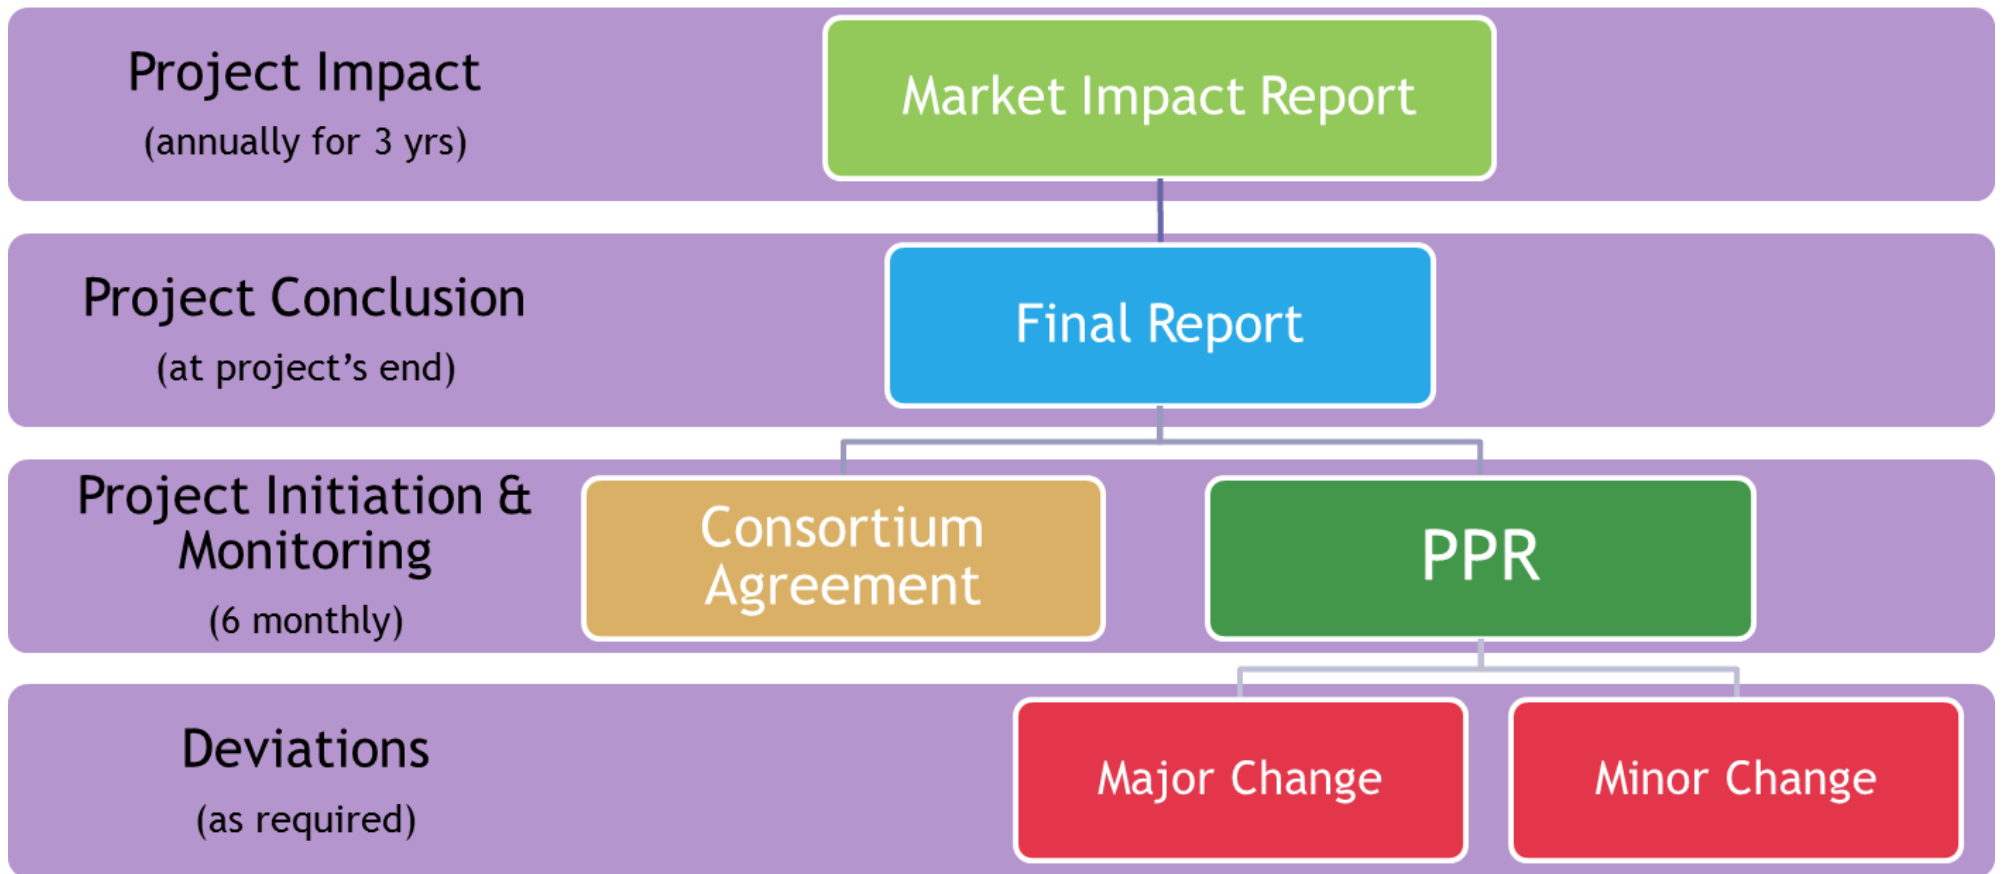 Project Impact
(annually for 3 yrs)
Market Impact Report
Project Conclusion
(at project’s end)
Final Report
Project Initiation &
Monitoring
(6 monthly)
Consortium
Agreement
PPR
Deviations
(as required)
Major Change
Minor Change